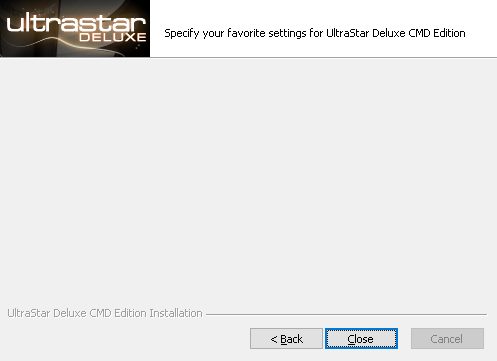 ultrastar
DELUXE
Specify your favorite settings for UltraStar Deluxe CMD Edition
UltraStar Deluxe CMD Edition Installation
< Back
Close
Cancel